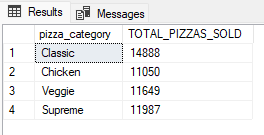 Results Messages
pizza_category TOTAL_PIZZAS_SOLD
1 Classic 14888
2 Chicken 11050
3 Veggie 11649
4 Supreme 11987